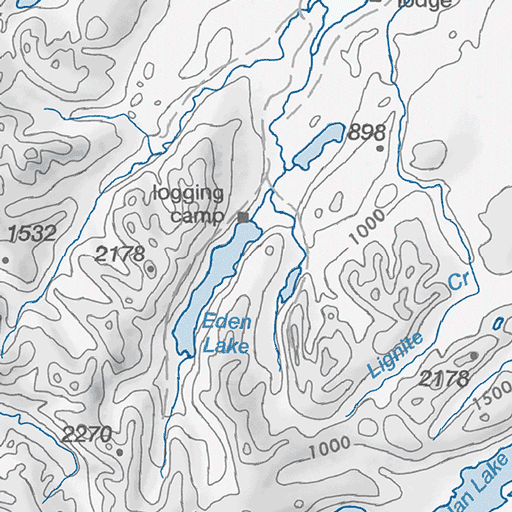 lodge
898
logging
camp
1532
2178
1000
Cr
Eden
Lake
Lignite
2178
1500
2270
1000
Lake